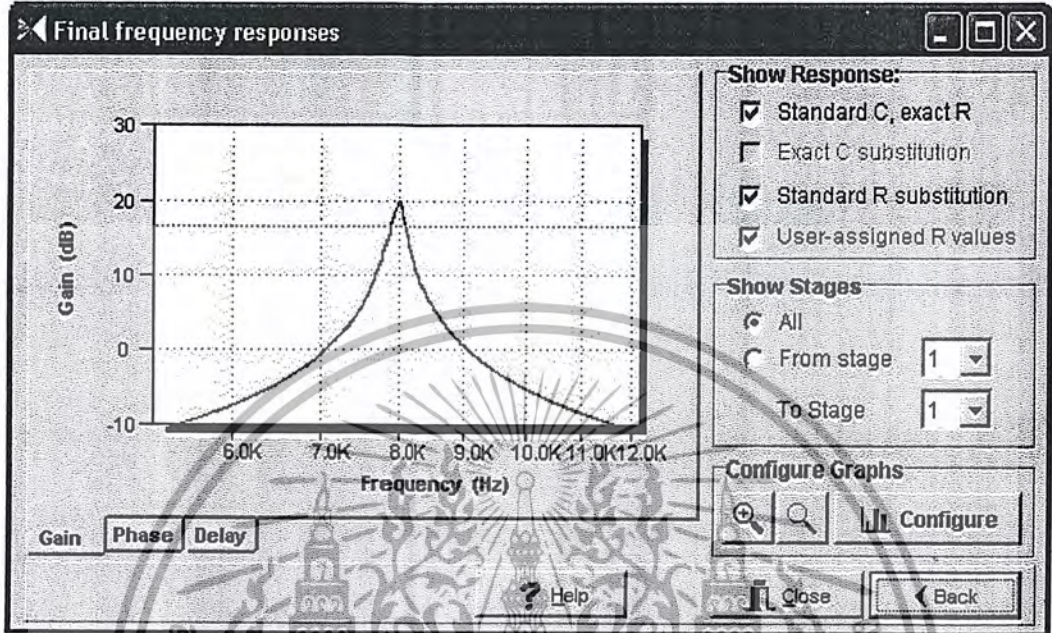 Final frequency responses
30
20
10
0
-10
Gain (dB)
6.0K 7.0K 8.0K 9.0K 10.0K 11.0K 12.0K
Frequency (Hz)
Gain Phase Delay
Show Response:
Standard C, exact R
Exact C substitution
Standard R substitution
User-assigned R values
Show Stages
All
From stage 1
To Stage 1
Configure Graphs
Configure
? Help
Close
Back